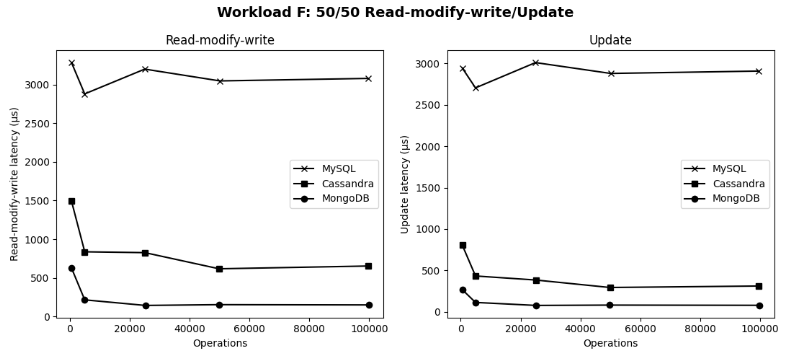 Workload F: 50/50 Read-modify-write/Update
Read-modify-write
Read-modify-write latency (μs)
3000
2500
2000
1500
1000
500
0
MySQL
Cassandra
MongoDB
0 20000 40000 60000 80000 100000
Operations
Update
Update latency (μs)
3000
2500
2000
1500
1000
500
0
MySQL
Cassandra
MongoDB
0 20000 40000 60000 80000 100000
Operations